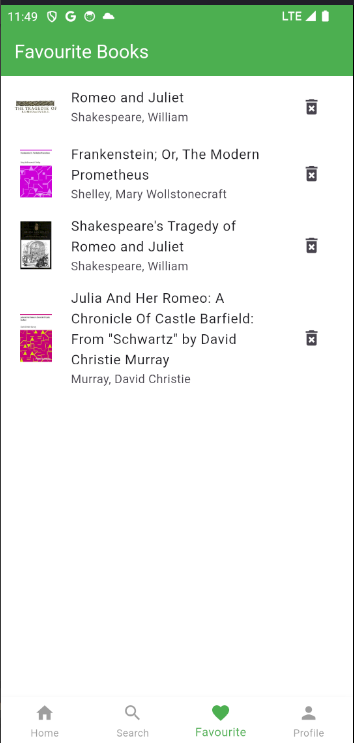 11:49
LTE
Favourite Books
Romeo and Juliet
Shakespeare, William
Frankenstein; Or, The Modern
Prometheus
Shelley, Mary Wollstonecraft
Shakespeare's Tragedy of
Romeo and Juliet
Shakespeare, William
Julia And Her Romeo: A
Chronicle Of Castle Barfield:
From "Schwartz" by David
Christie Murray
Murray, David Christie
Home
Search
Favourite
Profile